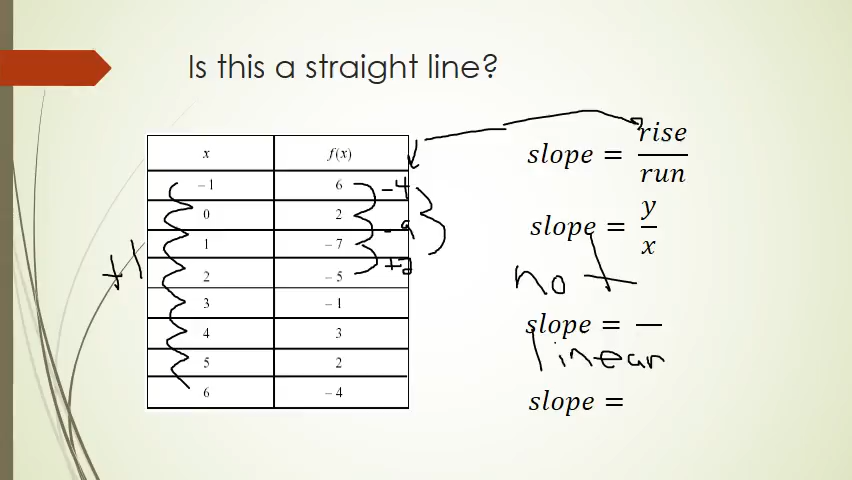 Is this a straight line?
x f(x)
– 1 6
0 2
1 – 7
2 – 5
3 – 1
4 3
5 2
6 – 4
+1
-4
-9
+2
slope = rise / run
slope = y / x
not
slope = —
linear
slope =